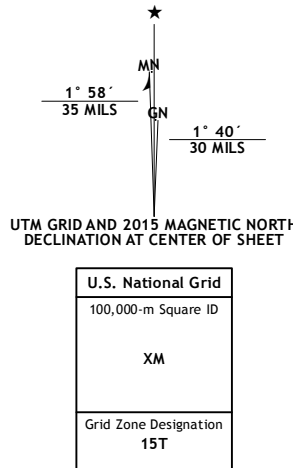 ★
MN
1° 58´
35 MILS
GN
1° 40´
30 MILS
UTM GRID AND 2015 MAGNETIC NORTH
DECLINATION AT CENTER OF SHEET
U.S. National Grid
100,000-m Square ID
XM
Grid Zone Designation
15T